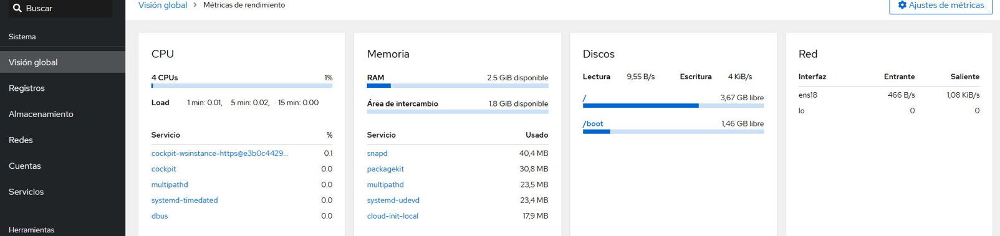 Buscar
Sistema
Visión global
Registros
Almacenamiento
Redes
Cuentas
Servicios
Herramientas
Visión global > Métricas de rendimiento
Ajustes de métricas
CPU
4 CPUs 1%
Load 1 min: 0.01, 5 min: 0.02, 15 min: 0.00
Servicio %
cockpit-wsinstance-https@e3b0c4429... 0.1
cockpit 0.0
multipathd 0.0
systemd-timedated 0.0
dbus 0.0
Memoria
RAM 2.5 GiB disponible
Área de intercambio 1.8 GiB disponible
Servicio Usado
snapd 40,4 MB
packagekit 30,8 MB
multipathd 23,5 MB
systemd-udevd 23,4 MB
cloud-init-local 17,9 MB
Discos
Lectura 9,55 B/s Escritura 4 KiB/s
/ 3,67 GB libre
/boot 1,46 GB libre
Red
Interfaz Entrante Saliente
ens18 466 B/s 1,08 KiB/s
lo 0 0